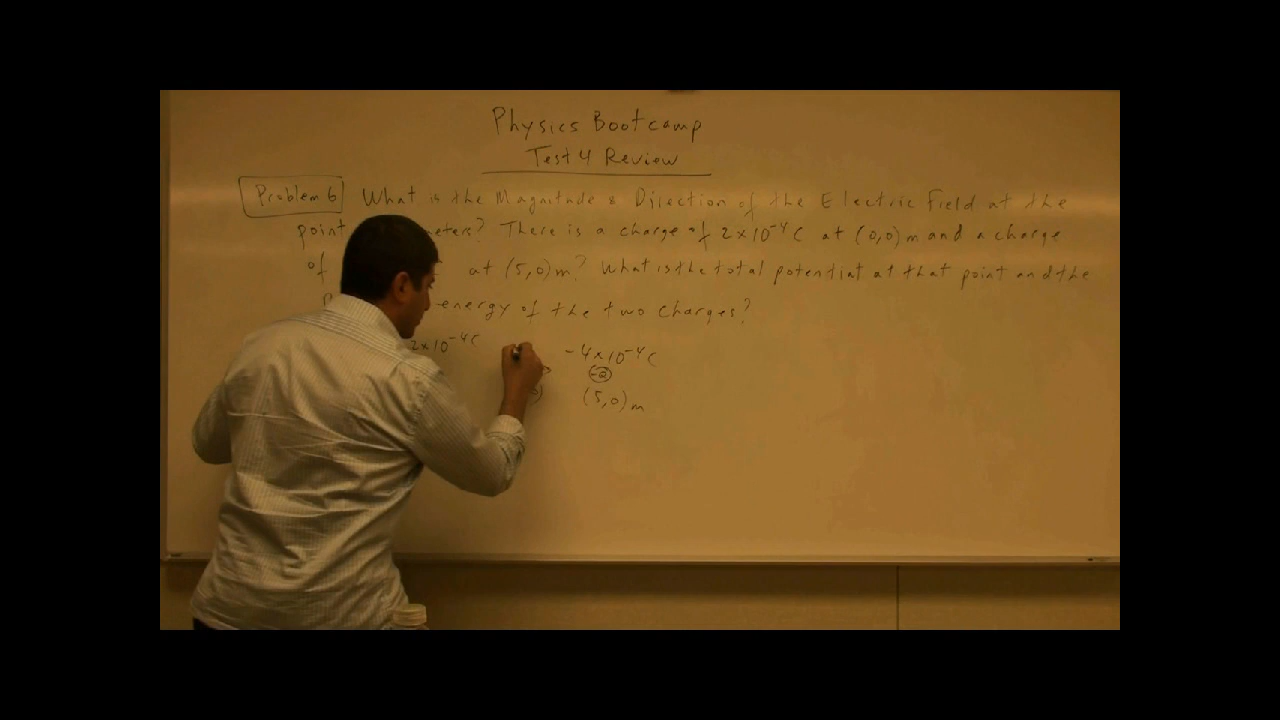 Physics Bootcamp
Test 4 Review
Problem 6 What is the Magnitude & Direction of the Electric Field at the
point meters? There is a charge of 2×10⁻⁴C at (0,0)m and a charge
of at (5,0)m? What is the total potential at that point and the
energy of the two charges?
2×10⁻⁴C
-4×10⁻⁴C
(5,0)m